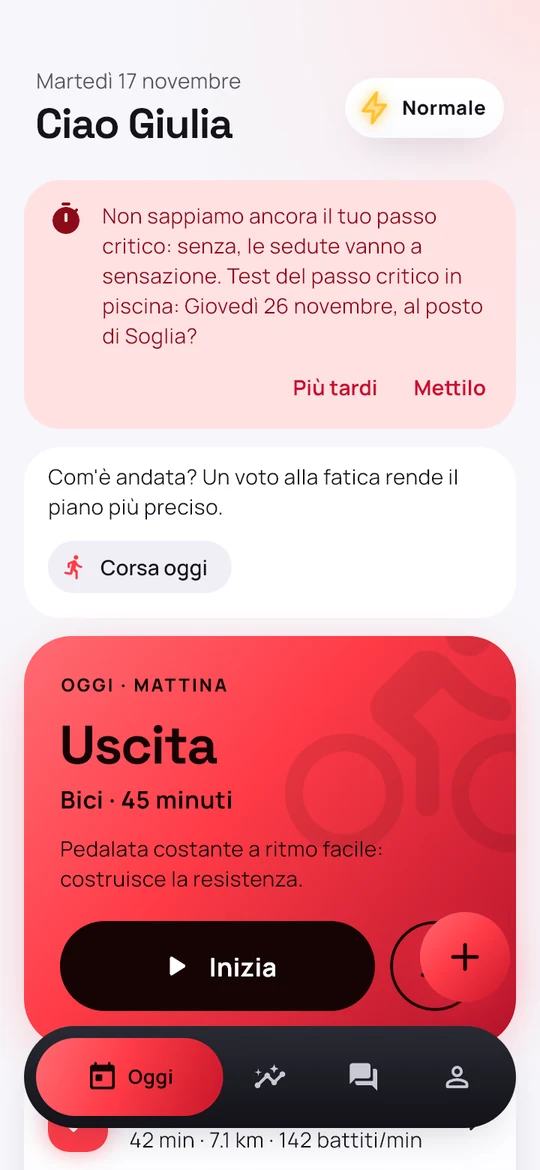 Martedì 17 novembre
Ciao Giulia
Normale
Non sappiamo ancora il tuo passo
critico: senza, le sedute vanno a
sensazione. Test del passo critico in
piscina: Giovedì 26 novembre, al posto
di Soglia?
Più tardi
Mettilo
Com'è andata? Un voto alla fatica rende il
piano più preciso.
Corsa oggi
OGGI · MATTINA
Uscita
Bici · 45 minuti
Pedalata costante a ritmo facile:
costruisce la resistenza.
Inizia
Oggi
42 min · 7.1 km · 142 battiti/min